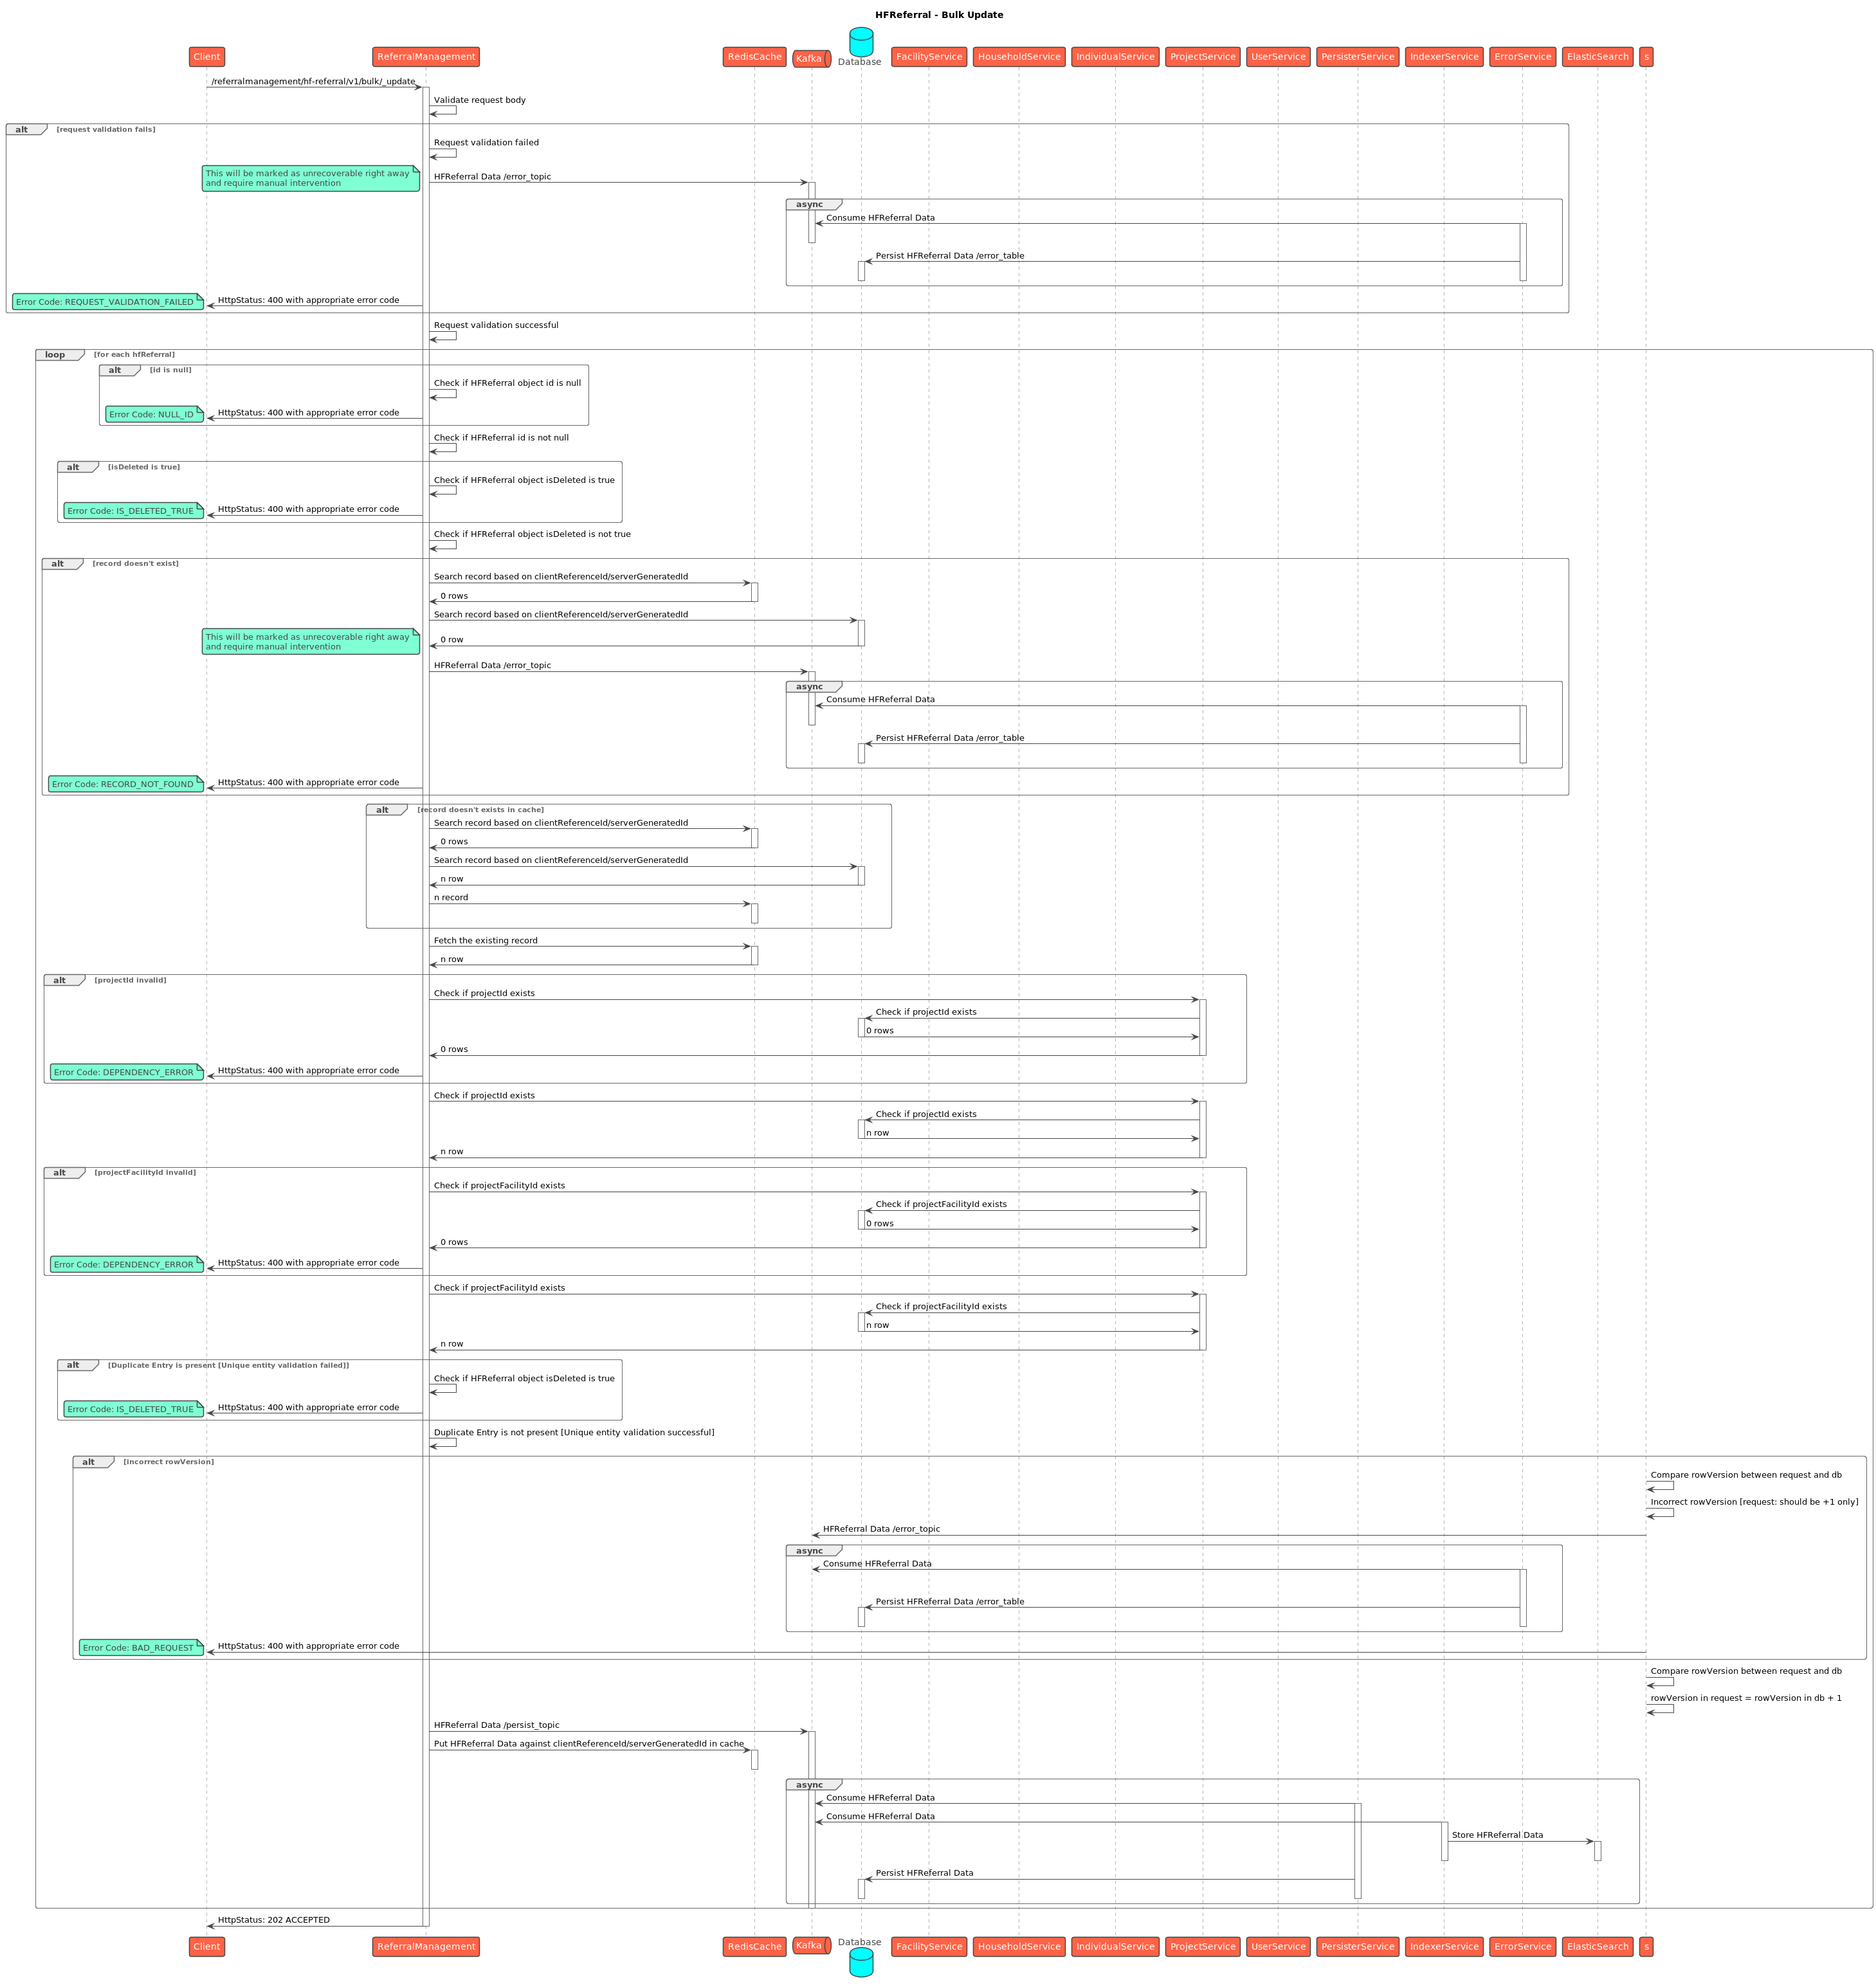 HFReferral - Bulk Update
Client
ReferralManagement
RedisCache
Kafka
Database
FacilityService
HouseholdService
IndividualService
ProjectService
UserService
PersisterService
IndexerService
ErrorService
ElasticSearch
s
/referralmanagement/hf-referral/v1/bulk/_update
Validate request body
alt [request validation fails]
Request validation failed
This will be marked as unrecoverable right away
and require manual intervention
HFReferral Data /error_topic
async
Consume HFReferral Data
Persist HFReferral Data /error_table
Error Code: REQUEST_VALIDATION_FAILED
HttpStatus: 400 with appropriate error code
Request validation successful
loop [for each hfReferral]
alt [id is null]
Check if HFReferral object id is null
Error Code: NULL_ID
HttpStatus: 400 with appropriate error code
Check if HFReferral id is not null
alt [isDeleted is true]
Check if HFReferral object isDeleted is true
Error Code: IS_DELETED_TRUE
HttpStatus: 400 with appropriate error code
Check if HFReferral object isDeleted is not true
alt [record doesn't exist]
Search record based on clientReferenceId/serverGeneratedId
0 rows
Search record based on clientReferenceId/serverGeneratedId
This will be marked as unrecoverable right away
and require manual intervention
0 row
HFReferral Data /error_topic
async
Consume HFReferral Data
Persist HFReferral Data /error_table
Error Code: RECORD_NOT_FOUND
HttpStatus: 400 with appropriate error code
alt [record doesn't exists in cache]
Search record based on clientReferenceId/serverGeneratedId
0 rows
Search record based on clientReferenceId/serverGeneratedId
n row
n record
Fetch the existing record
n row
alt [projectId invalid]
Check if projectId exists
Check if projectId exists
0 rows
0 rows
Error Code: DEPENDENCY_ERROR
HttpStatus: 400 with appropriate error code
Check if projectId exists
Check if projectId exists
n row
n row
alt [projectFacilityId invalid]
Check if projectFacilityId exists
Check if projectFacilityId exists
0 rows
0 rows
Error Code: DEPENDENCY_ERROR
HttpStatus: 400 with appropriate error code
Check if projectFacilityId exists
Check if projectFacilityId exists
n row
n row
alt [Duplicate Entry is present [Unique entity validation failed]]
Check if HFReferral object isDeleted is true
Error Code: IS_DELETED_TRUE
HttpStatus: 400 with appropriate error code
Duplicate Entry is not present [Unique entity validation successful]
alt [incorrect rowVersion]
Compare rowVersion between request and db
Incorrect rowVersion [request: should be +1 only]
HFReferral Data /error_topic
async
Consume HFReferral Data
Persist HFReferral Data /error_table
Error Code: BAD_REQUEST
HttpStatus: 400 with appropriate error code
Compare rowVersion between request and db
rowVersion in request = rowVersion in db + 1
HFReferral Data /persist_topic
Put HFReferral Data against clientReferenceId/serverGeneratedId in cache
async
Consume HFReferral Data
Consume HFReferral Data
Store HFReferral Data
Persist HFReferral Data
HttpStatus: 202 ACCEPTED
Client
ReferralManagement
RedisCache
Kafka
Database
FacilityService
HouseholdService
IndividualService
ProjectService
UserService
PersisterService
IndexerService
ErrorService
ElasticSearch
s